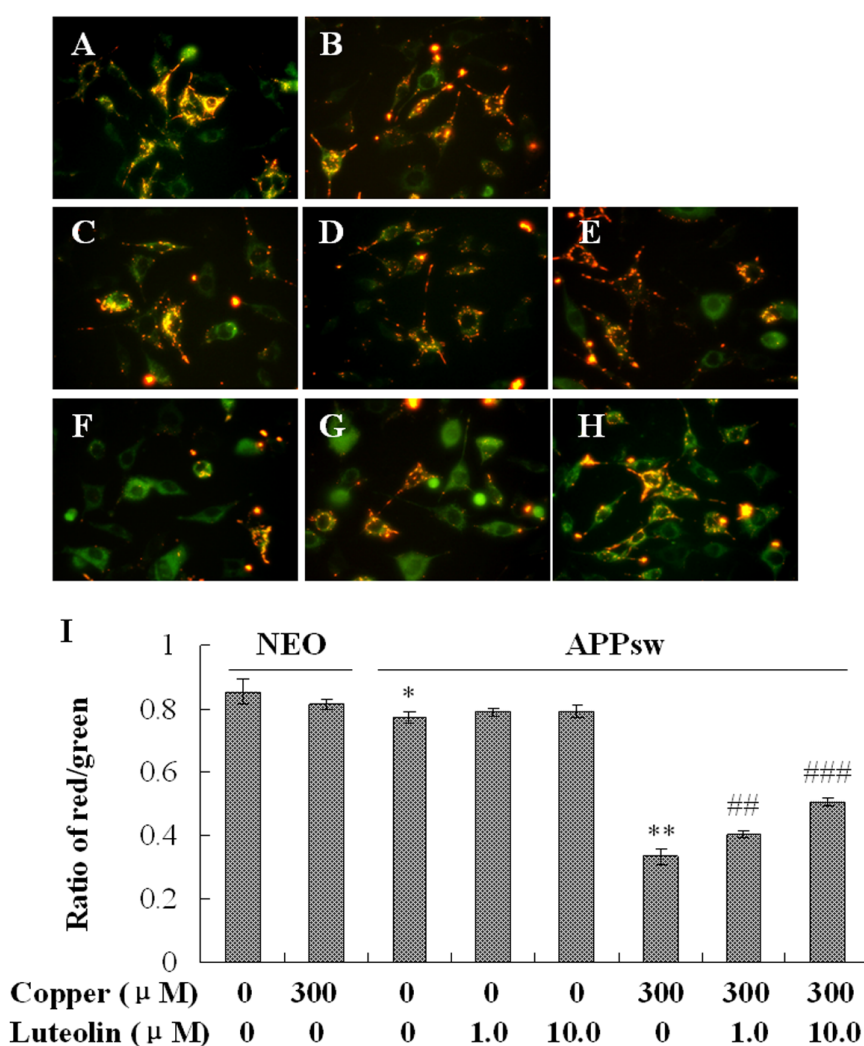 A
B
C
D
E
F
G
H
I
NEO
APPsw
Ratio of red/green
1
0.8
0.6
0.4
0.2
0
*
**
##
###
Copper (μM) 0 300 0 0 0 300 300 300
Luteolin (μM) 0 0 0 1.0 10.0 0 1.0 10.0